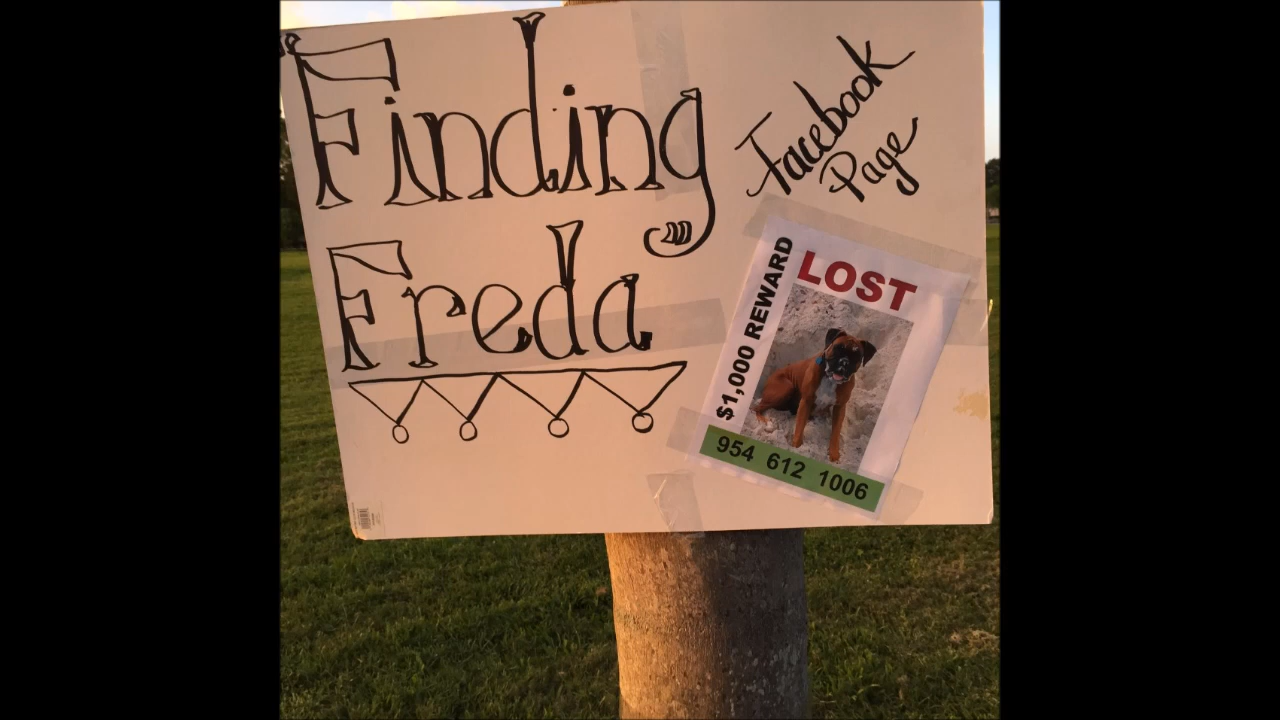 Finding
Freda
Facebook
Page
LOST
$1,000 REWARD
954 612 1006